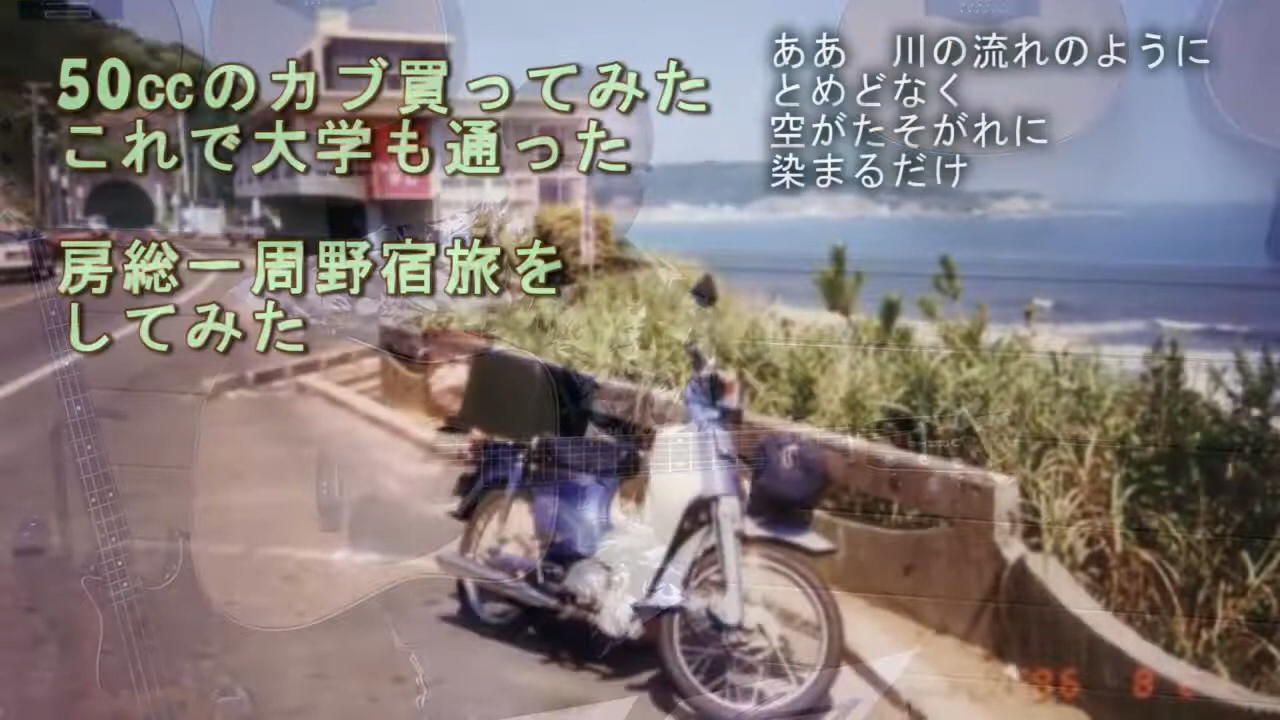 50ccのカブ買ってみた
これで大学も通った
房総一周野宿旅を
してみた
ああ 川の流れのように
とめどなく
空がたそがれに
染まるだけ